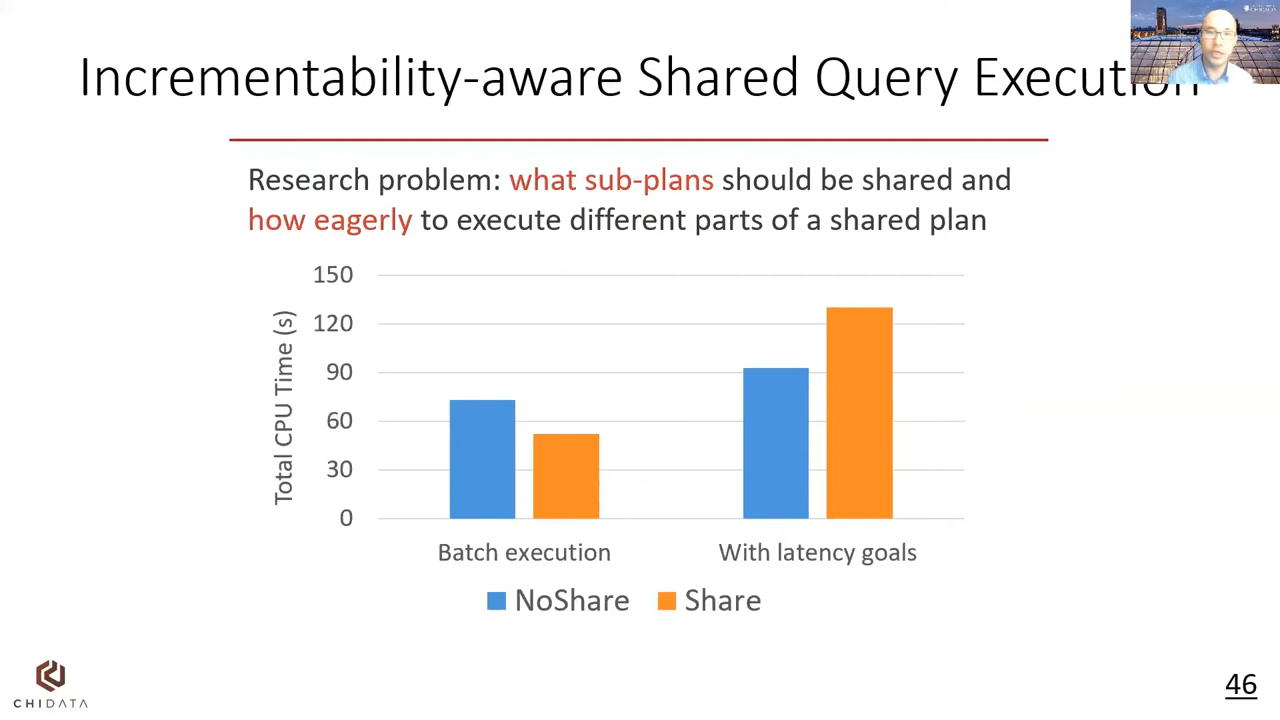 Incrementability-aware Shared Query Execution
Research problem: what sub-plans should be shared and
how eagerly to execute different parts of a shared plan
150
120
90
60
30
0
Total CPU Time (s)
Batch execution
With latency goals
NoShare
Share
CHIDATA
46